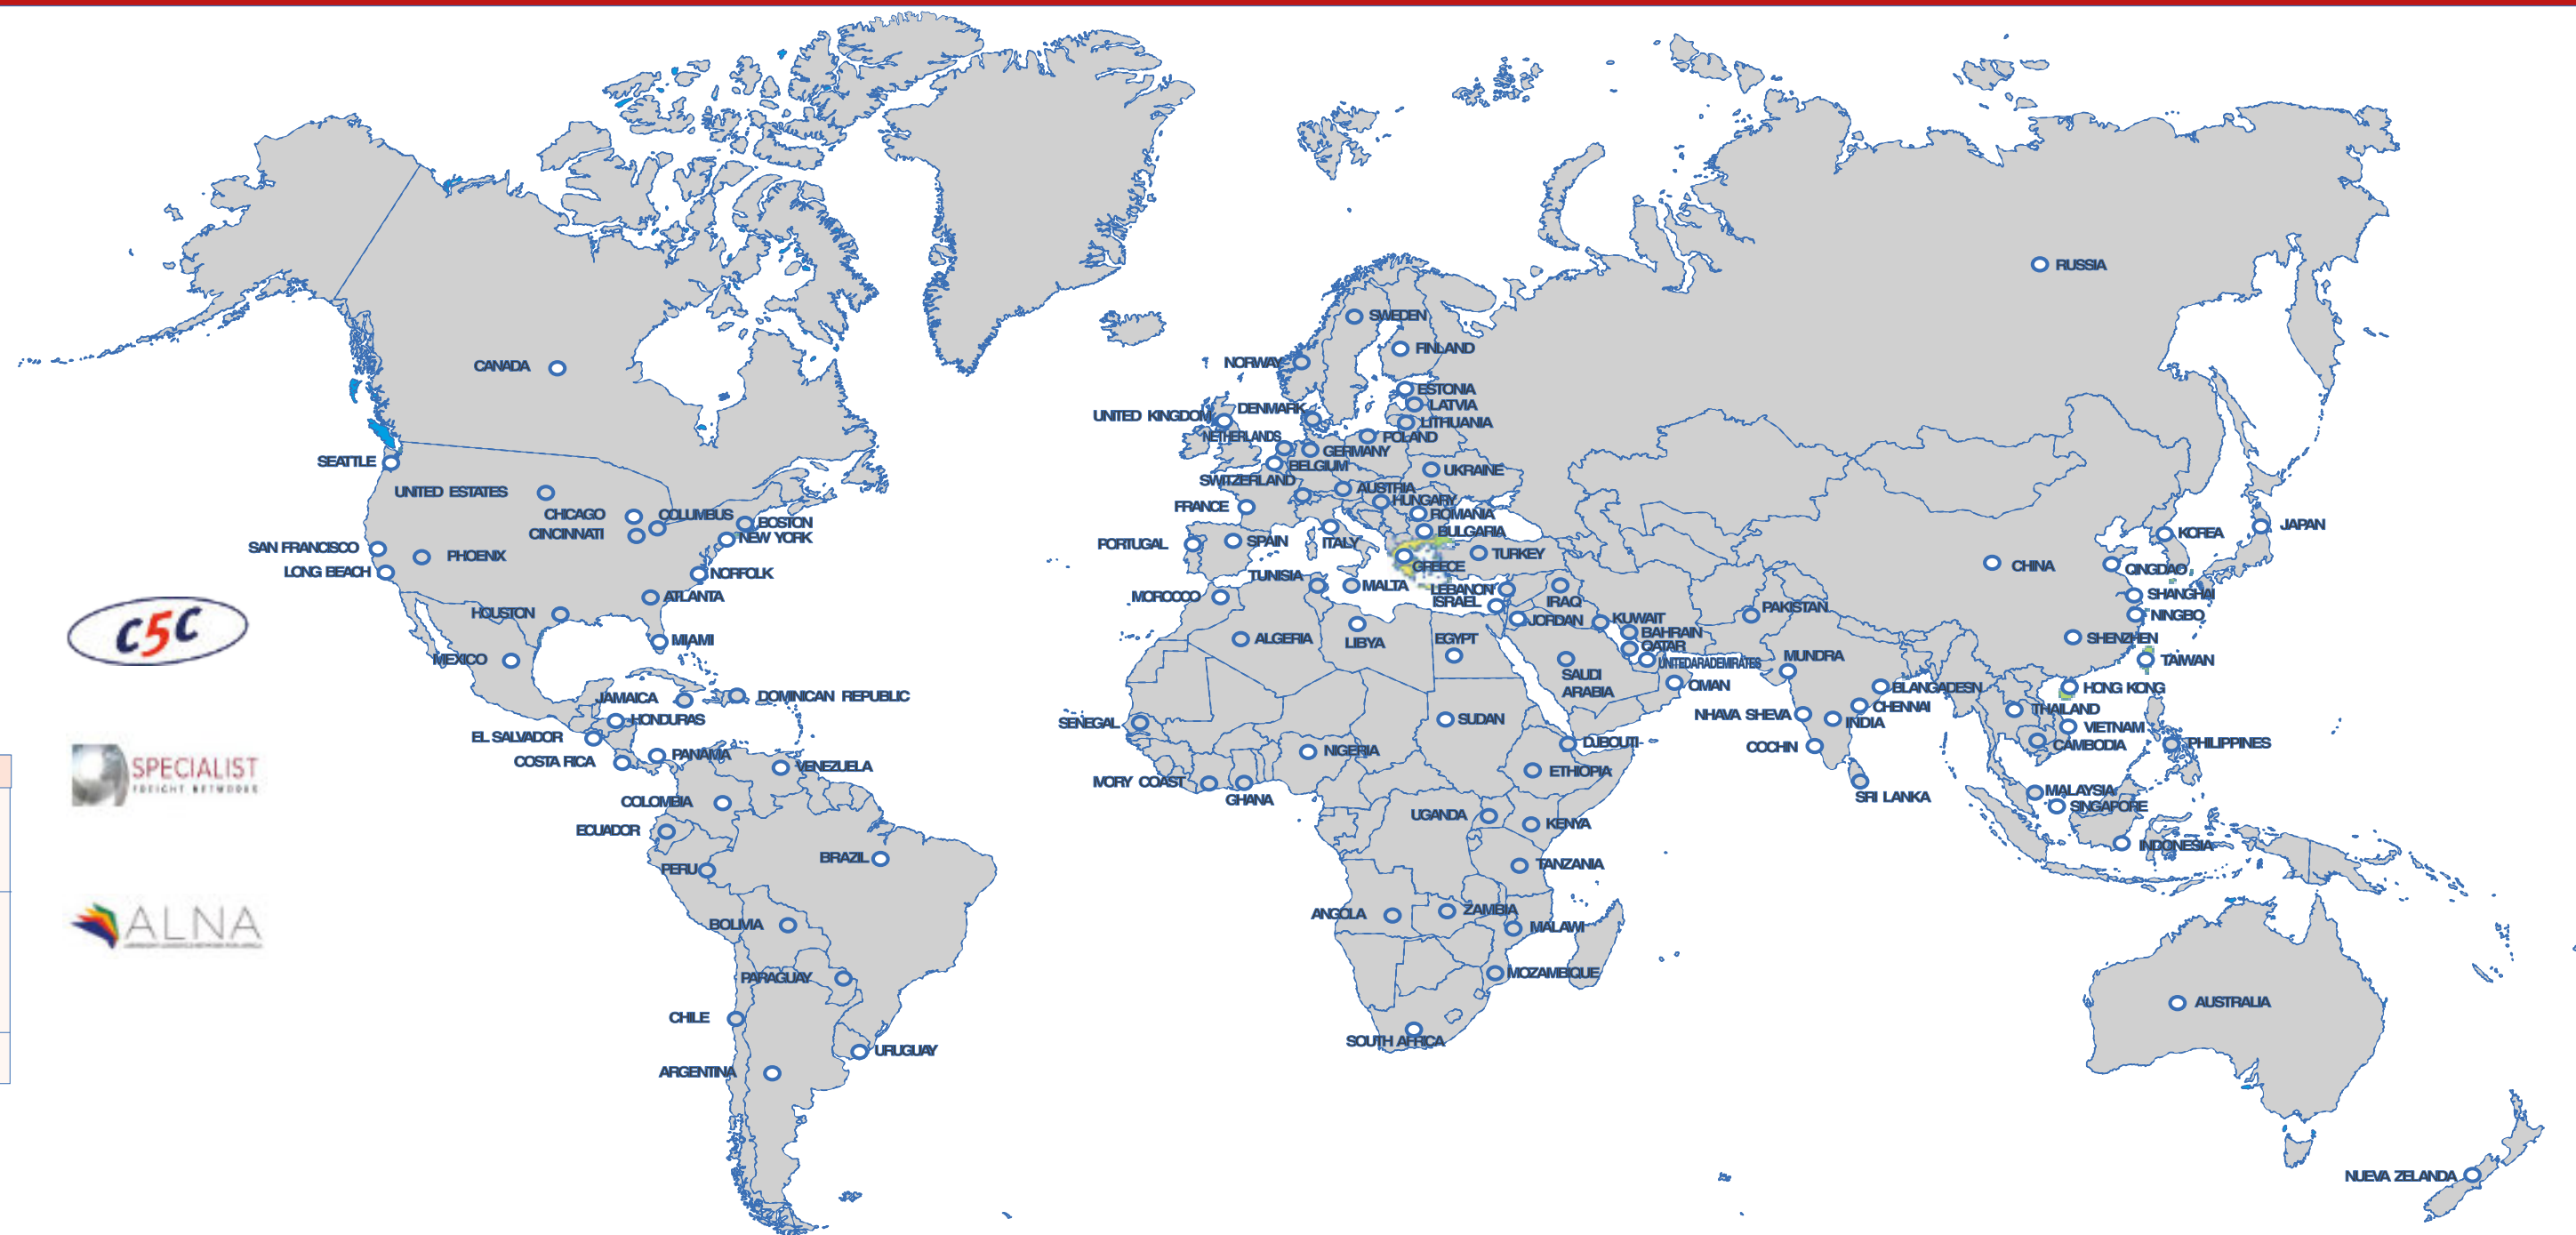 RUSSIA
SWEDEN
FINLAND
NORWAY
CANADA
ESTONIA
LATVIA
UNITED KINGDOM
DENMARK
LITHUANIA
NETHERLANDS
POLAND
GERMANY
BELGIUM
SEATTLE
UKRAINE
SWITZERLAND
AUSTRIA
UNITED ESTATES
HUNGARY
FRANCE
ROMANIA
CHICAGO
COLUMBUS
BOSTON
CINCINNATI
NEW YORK
BULGARIA
JAPAN
KOREA
PORTUGAL
SPAIN
ITALY
SAN FRANCISCO
PHOENIX
TURKEY
GREECE
CHINA
QINGDAO
LONG BEACH
NORFOLK
TUNISIA
MALTA
LEBANON
ISRAEL
IRAQ
SHANGHAI
MOROCCO
ATLANTA
HOUSTON
PAKISTAN
NINGBO
JORDAN
KUWAIT
C5C
MIAMI
ALGERIA
LIBYA
EGYPT
BAHRAIN
QATAR
SHENZHEN
MEXICO
UNITEDARADEMIRATES
MUNDRA
TAIWAN
SAUDI
ARABIA
OMAN
BLANGADESN
HONG KONG
JAMAICA
DOMINICAN REPUBLIC
CHENNAI
THAILAND
HONDURAS
SENEGAL
SUDAN
NHAVA SHEVA
INDIA
VIETNAM
EL SALVADOR
NIGERIA
DJIBOUTI
COCHIN
CAMBODIA
PHILIPPINES
COSTA RICA
PANAMA
VENEZUELA
ETHIOPIA
SPECIALIST
FREIGHT NETWORKS
IVORY COAST
GHANA
SRI LANKA
MALAYSIA
SINGAPORE
COLOMBIA
UGANDA
KENYA
ECUADOR
INDONESIA
BRAZIL
PERU
TANZANIA
ALNA
BOLIVIA
ANGOLA
ZAMBIA
MALAWI
PARAGUAY
MOZAMBIQUE
AUSTRALIA
CHILE
SOUTH AFRICA
URUGUAY
ARGENTINA
NUEVA ZELANDA